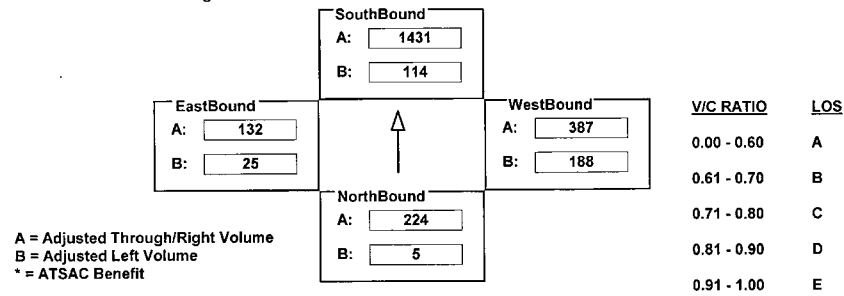 SouthBound
A: 1431
B: 114
EastBound
A: 132
B: 25
WestBound
A: 387
B: 188
NorthBound
A: 224
B: 5
A = Adjusted Through/Right Volume
B = Adjusted Left Volume
* = ATSAC Benefit
V/C RATIO LOS
0.00 - 0.60 A
0.61 - 0.70 B
0.71 - 0.80 C
0.81 - 0.90 D
0.91 - 1.00 E